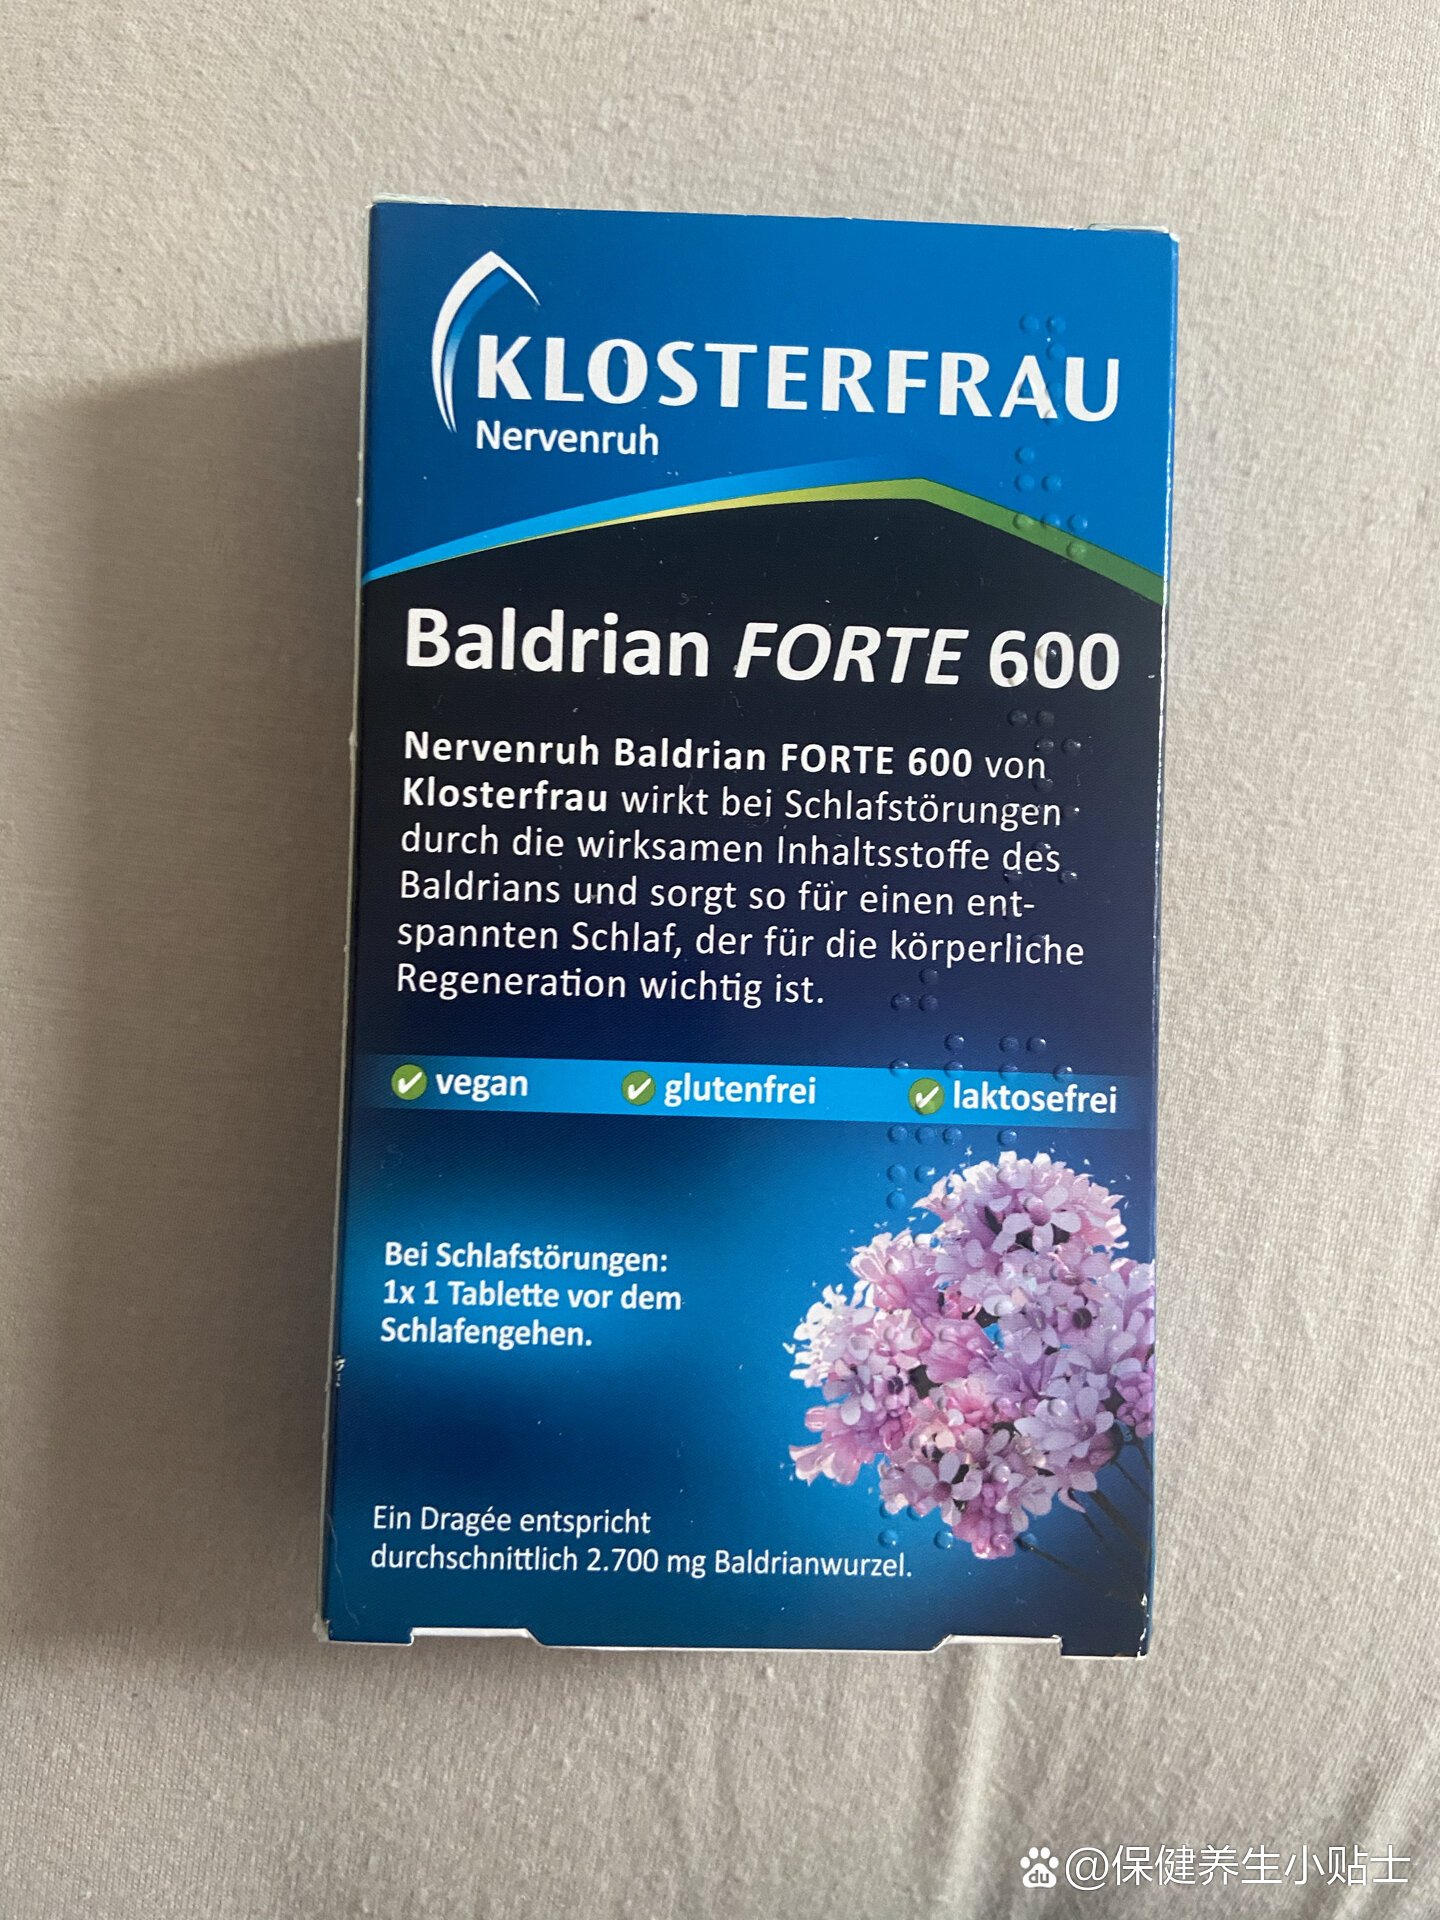 KLOSTERFRAU
Nervenruh
Baldrian FORTE 600
Nervenruh Baldrian FORTE 600 von
Klosterfrau wirkt bei Schlafstörungen
durch die wirksamen Inhaltsstoffe des
Baldrians und sorgt so für einen ent-
spannten Schlaf, der für die körperliche
Regeneration wichtig ist.
vegan glutenfrei laktosefrei
Bei Schlafstörungen:
1x 1 Tablette vor dem
Schlafengehen.
Ein Dragée entspricht
durchschnittlich 2.700 mg Baldrianwurzel.
du @保健养生小贴士